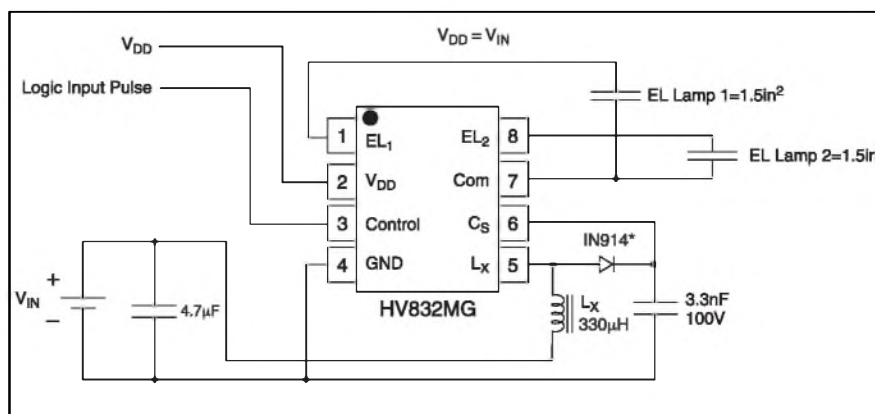 V_DD = V_IN
V_DD
Logic Input Pulse
EL Lamp 1=1.5in²
EL Lamp 2=1.5in
1 EL₁ EL₂ 8
2 V_DD Com 7
3 Control C_S 6
4 GND L_X 5
HV832MG
IN914*
V_IN
+
−
4.7µF
L_X
330µH
3.3nF
100V